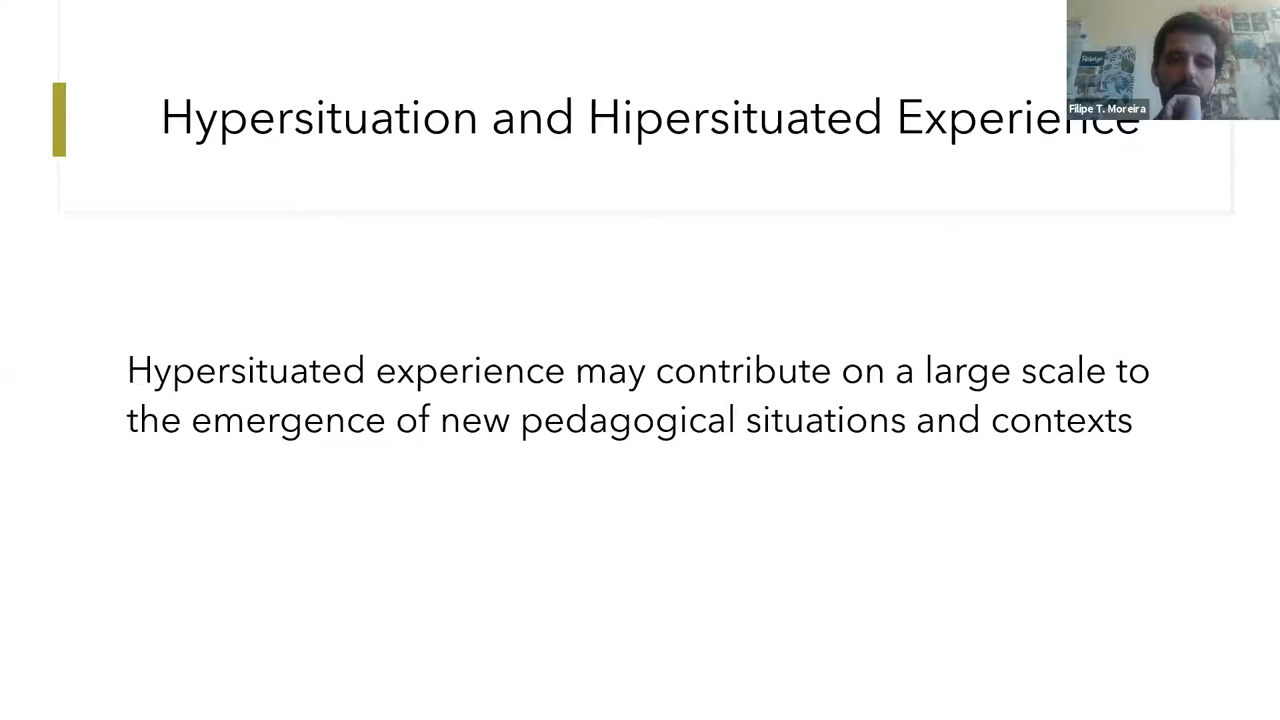 Hypersituation and Hipersituated Experience
Filipe T. Moreira
Hypersituated experience may contribute on a large scale to
the emergence of new pedagogical situations and contexts